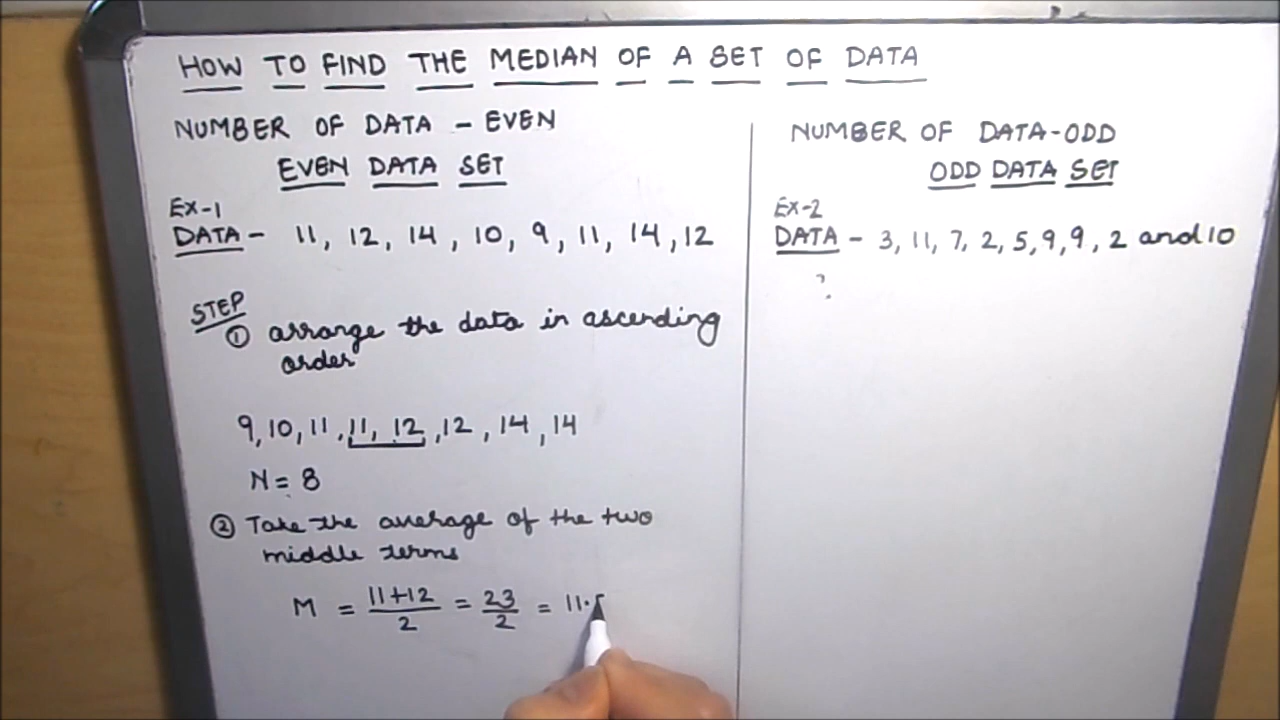 HOW TO FIND THE MEDIAN OF A SET OF DATA
NUMBER OF DATA - EVEN
EVEN DATA SET
EX-1
DATA - 11, 12, 14, 10, 9, 11, 14, 12
STEP
① arrange the data in ascending
order
9, 10, 11, 11, 12, 12, 14, 14
N = 8
② Take the average of the two
middle terms
M = 11+12/2 = 23/2 = 11.
NUMBER OF DATA-ODD
ODD DATA SET
EX-2
DATA - 3, 11, 7, 2, 5, 9, 9, 2 and 10